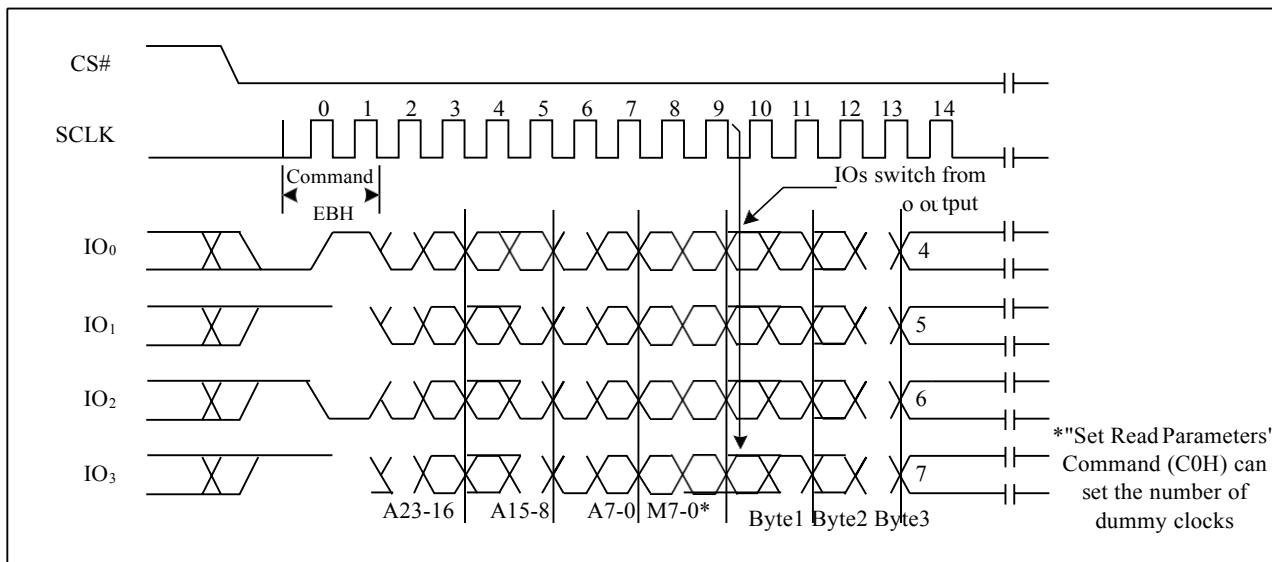 CS#
0 1 2 3 4 5 6 7 8 9 10 11 12 13 14
SCLK
Command
EBH
IOs switch from
o output
IO0
4
IO1
5
IO2
6
IO3
7
A23-16 A15-8 A7-0 M7-0* Byte1 Byte2 Byte3
*"Set Read Parameters"
Command (C0H) can
set the number of
dummy clocks